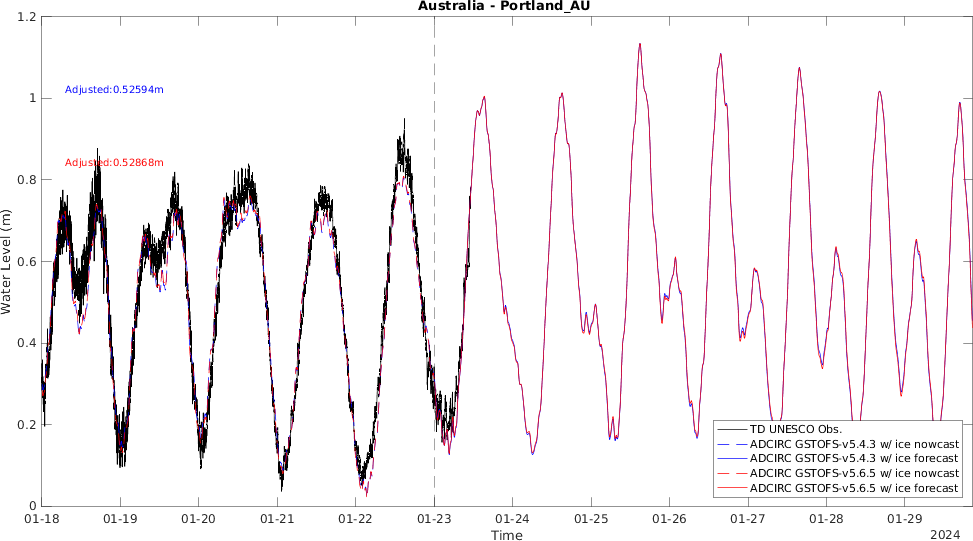 Australia - Portland_AU
1.2
1
0.8
0.6
0.4
0.2
0
Water Level (m)
Adjusted:0.52594m
Adjusted:0.52868m
TD UNESCO Obs.
ADCIRC GSTOFS-v5.4.3 w/ ice nowcast
ADCIRC GSTOFS-v5.4.3 w/ ice forecast
ADCIRC GSTOFS-v5.6.5 w/ ice nowcast
ADCIRC GSTOFS-v5.6.5 w/ ice forecast
01-18 01-19 01-20 01-21 01-22 01-23 01-24 01-25 01-26 01-27 01-28 01-29
Time
2024